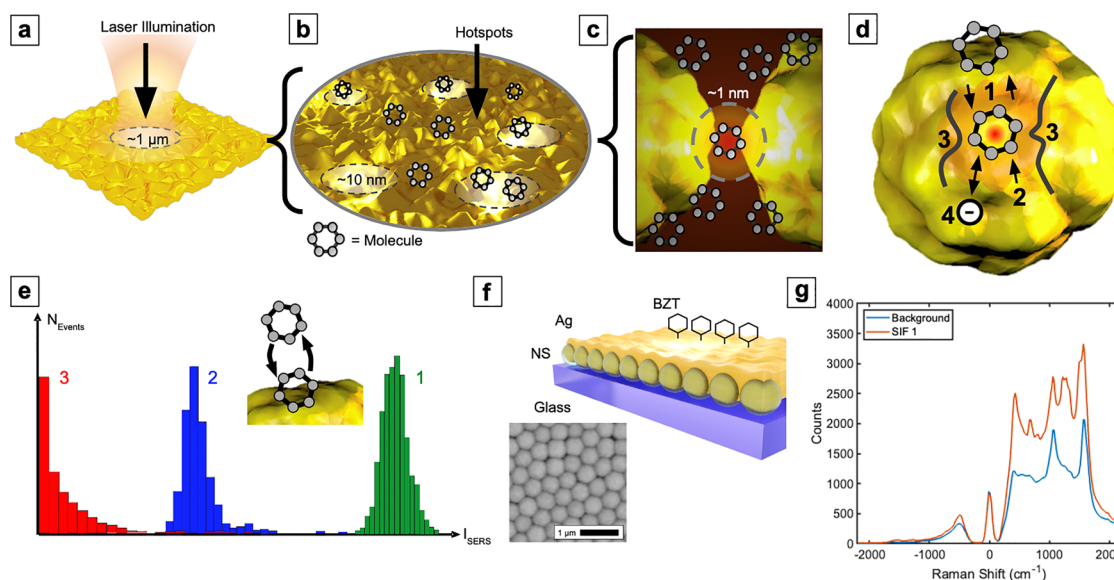 a
Laser Illumination
~1 µm
b
Hotspots
~10 nm
= Molecule
c
~1 nm
d
1
3
3
2
4
−
e
N_Events
3
2
1
I_SERS
f
BZT
Ag
NS
Glass
1 µm
g
4000
3500
3000
2500
2000
1500
1000
500
0
Counts
Background
SIF 1
-2000 -1000 0 1000 200
Raman Shift (cm⁻¹)